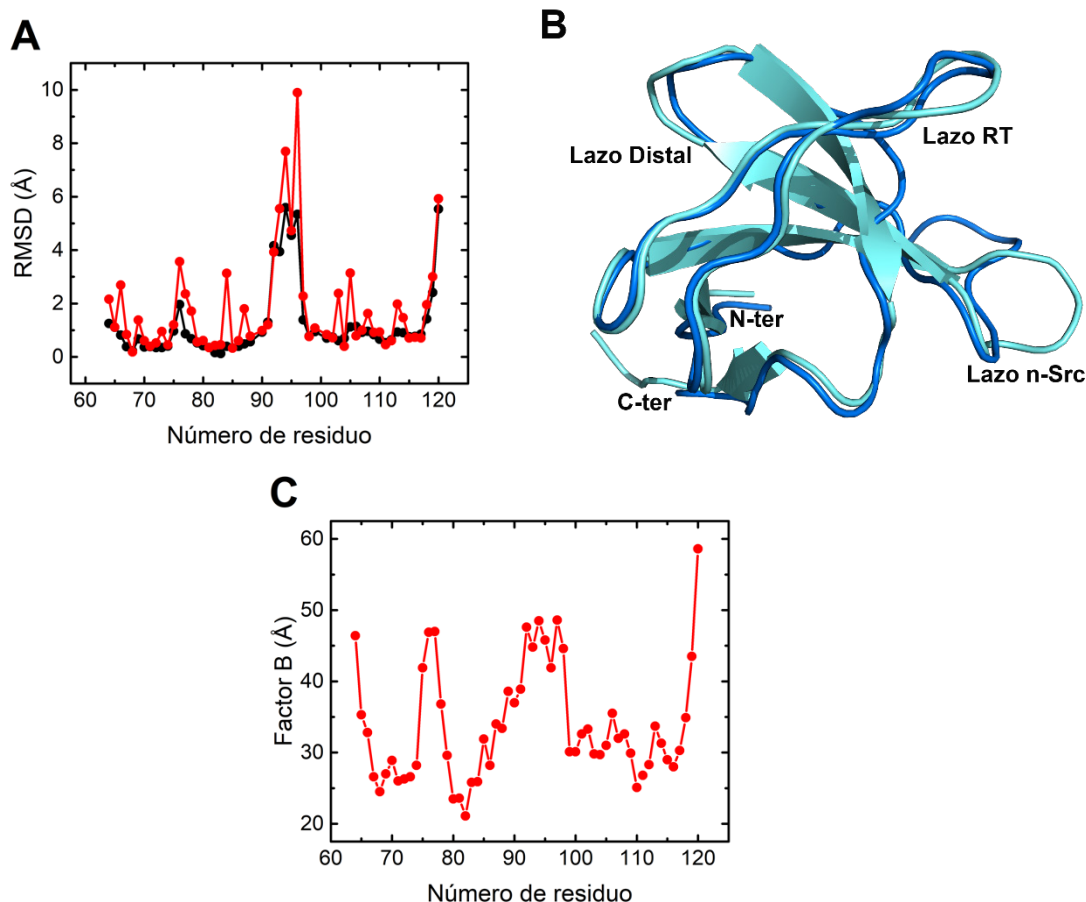 A
RMSD (Å)
10
8
6
4
2
0
60 70 80 90 100 110 120
Número de residuo
B
Lazo Distal
Lazo RT
N-ter
Lazo n-Src
C-ter
C
Factor B (Å)
60
50
40
30
20
60 70 80 90 100 110 120
Número de residuo